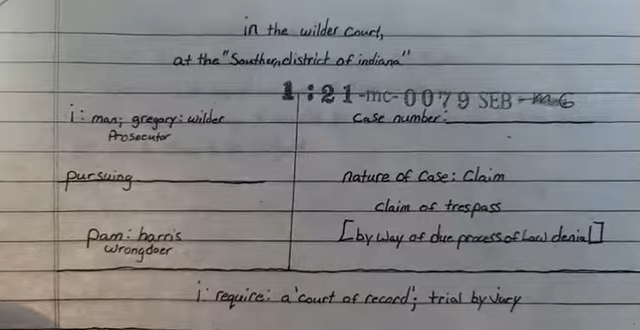 in the wilder court,
at the "Southern district of indiana"
1:21-mc-0079 SEB
i: man; gregory: wilder
Prosecutor
case number:
pursuing
nature of case: Claim
claim of trespass
pam: harris
wrongdoer
[by way of due process of law denial]
i: require: a 'court of record'; trial by jury